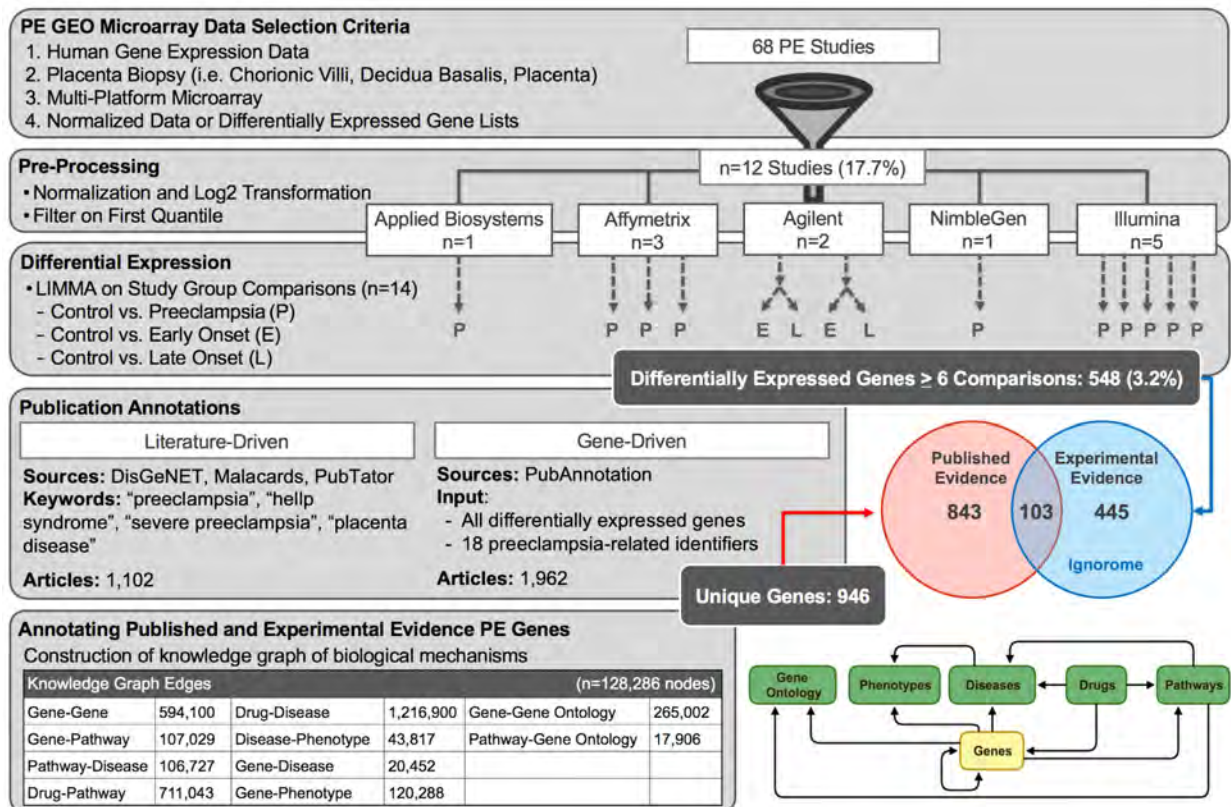 PE GEO Microarray Data Selection Criteria
1. Human Gene Expression Data
2. Placenta Biopsy (i.e. Chorionic Villi, Decidua Basalis, Placenta)
3. Multi-Platform Microarray
4. Normalized Data or Differentially Expressed Gene Lists
68 PE Studies
Pre-Processing
•Normalization and Log2 Transformation
•Filter on First Quantile
n=12 Studies (17.7%)
Applied Biosystems
n=1
Affymetrix
n=3
Agilent
n=2
NimbleGen
n=1
Illumina
n=5
Differential Expression
•LIMMA on Study Group Comparisons (n=14)
- Control vs. Preeclampsia (P)
- Control vs. Early Onset (E)
- Control vs. Late Onset (L)
P
P P P
E L E L
P
P P P P P
Differentially Expressed Genes ≥ 6 Comparisons: 548 (3.2%)
Publication Annotations
Literature-Driven
Sources: DisGeNET, Malacards, PubTator
Keywords: “preeclampsia”, “hellp
syndrome”, “severe preeclampsia”, “placenta
disease”
Articles: 1,102
Gene-Driven
Sources: PubAnnotation
Input:
- All differentially expressed genes
- 18 preeclampsia-related identifiers
Articles: 1,962
Unique Genes: 946
Published
Evidence
843
103
Experimental
Evidence
445
Ignorome
Annotating Published and Experimental Evidence PE Genes
Construction of knowledge graph of biological mechanisms
Knowledge Graph Edges (n=128,286 nodes)
Gene-Gene 594,100 Drug-Disease 1,216,900 Gene-Gene Ontology 265,002
Gene-Pathway 107,029 Disease-Phenotype 43,817 Pathway-Gene Ontology 17,906
Pathway-Disease 106,727 Gene-Disease 20,452
Drug-Pathway 711,043 Gene-Phenotype 120,288
Gene
Ontology
Phenotypes
Diseases
Drugs
Pathways
Genes